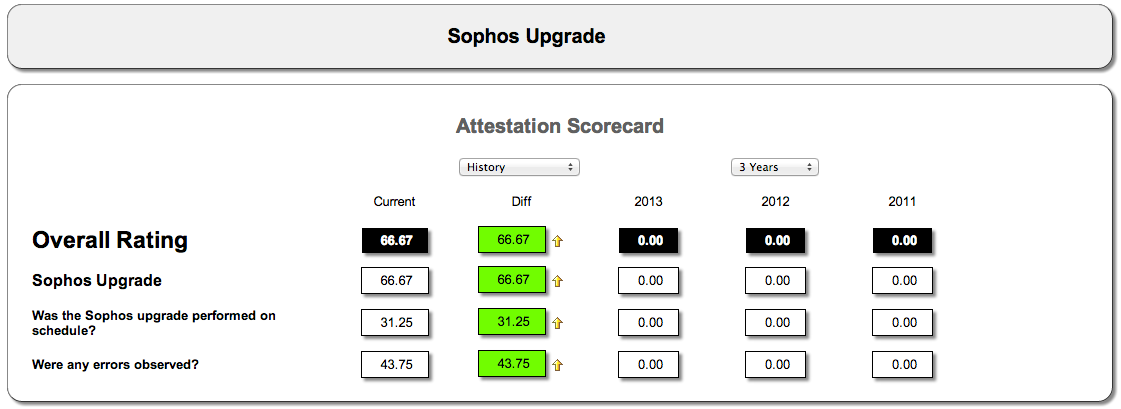 Sophos Upgrade
Attestation Scorecard
History 3 Years
Current Diff 2013 2012 2011
Overall Rating 66.67 66.67 0.00 0.00 0.00
Sophos Upgrade 66.67 66.67 0.00 0.00 0.00
Was the Sophos upgrade performed on
schedule? 31.25 31.25 0.00 0.00 0.00
Were any errors observed? 43.75 43.75 0.00 0.00 0.00